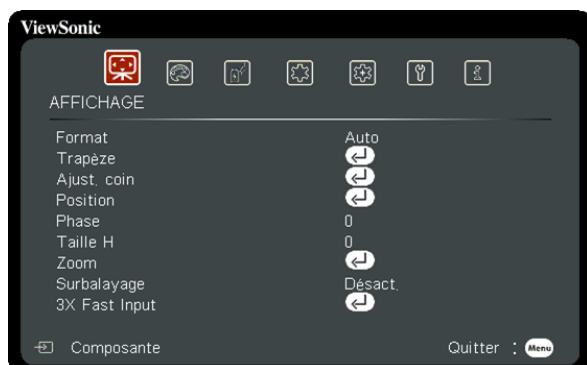 ViewSonic
AFFICHAGE
Format Auto
Trapèze
Ajust. coin
Position
Phase 0
Taille H 0
Zoom
Surbalayage Désact.
3X Fast Input
Composante Quitter : Menu